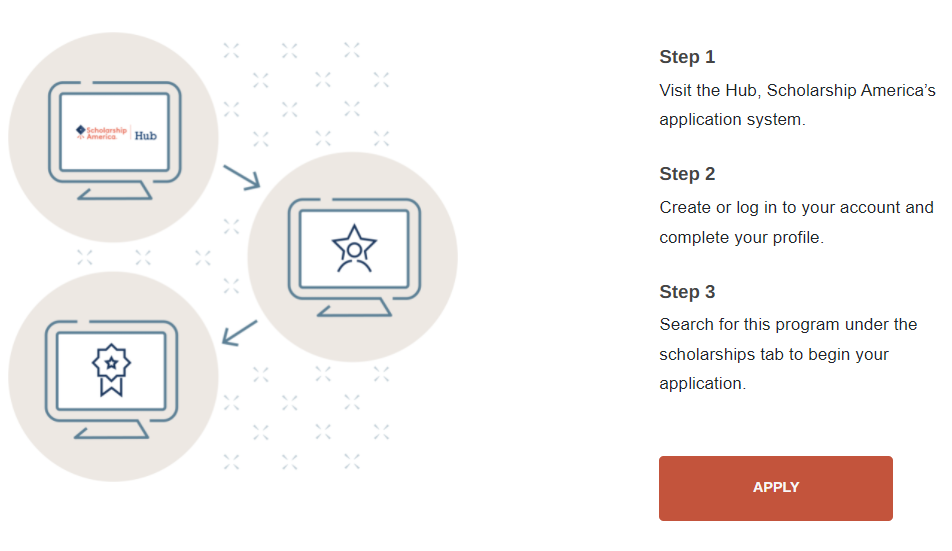 Scholarship
America.
Hub
Step 1
Visit the Hub, Scholarship America’s
application system.
Step 2
Create or log in to your account and
complete your profile.
Step 3
Search for this program under the
scholarships tab to begin your
application.
APPLY